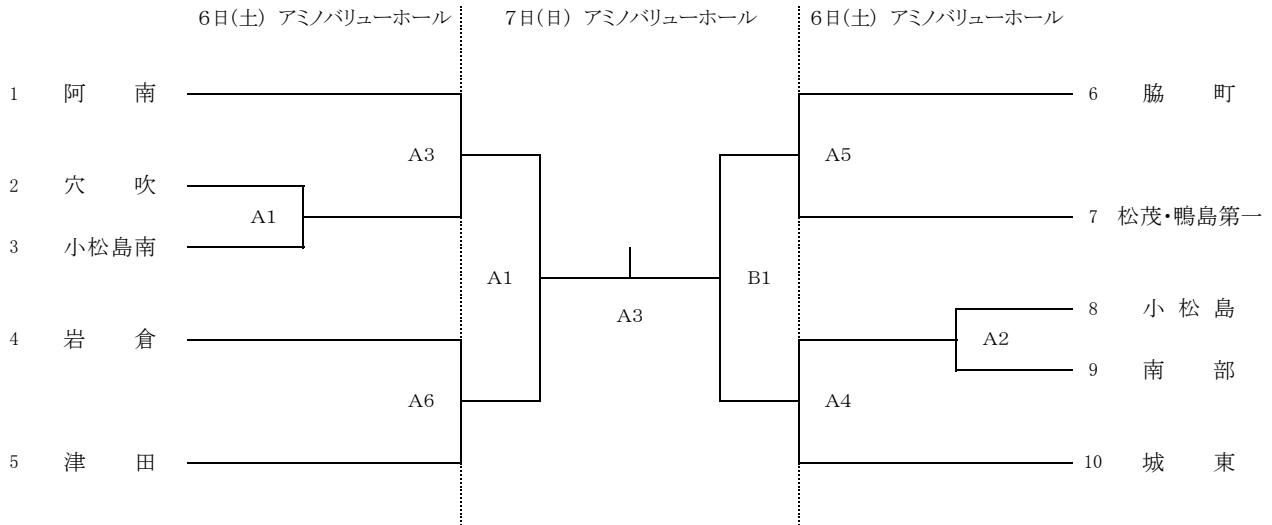 6日(土) アミノバリューホール 7日(日) アミノバリューホール 6日(土) アミノバリューホール
1 阿南
6 脇町
A3
A5
2 穴吹
A1
7 松茂・鴨島第一
3 小松島南
A1
B1
8 小松島
A3
4 岩倉
A2
9 南部
A6
A4
5 津田
10 城東